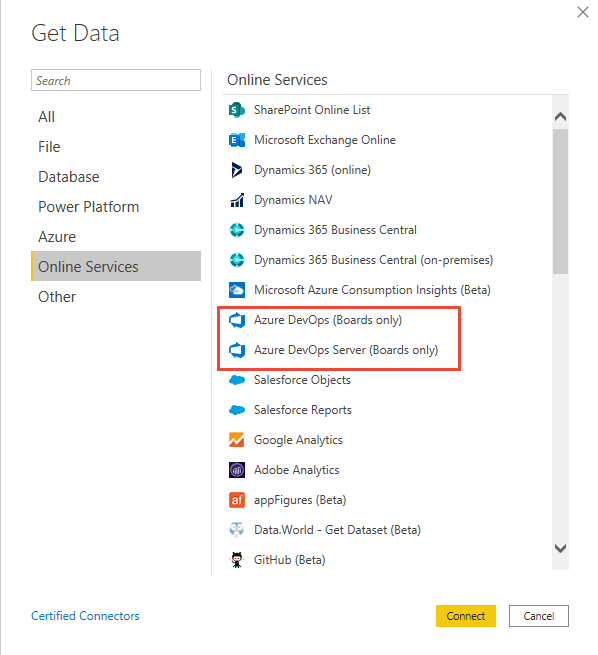 Get Data
Search
All
File
Database
Power Platform
Azure
Online Services
Other
Online Services
SharePoint Online List
Microsoft Exchange Online
Dynamics 365 (online)
Dynamics NAV
Dynamics 365 Business Central
Dynamics 365 Business Central (on-premises)
Microsoft Azure Consumption Insights (Beta)
Azure DevOps (Boards only)
Azure DevOps Server (Boards only)
Salesforce Objects
Salesforce Reports
Google Analytics
Adobe Analytics
appFigures (Beta)
Data.World - Get Dataset (Beta)
GitHub (Beta)
Certified Connectors
Connect
Cancel